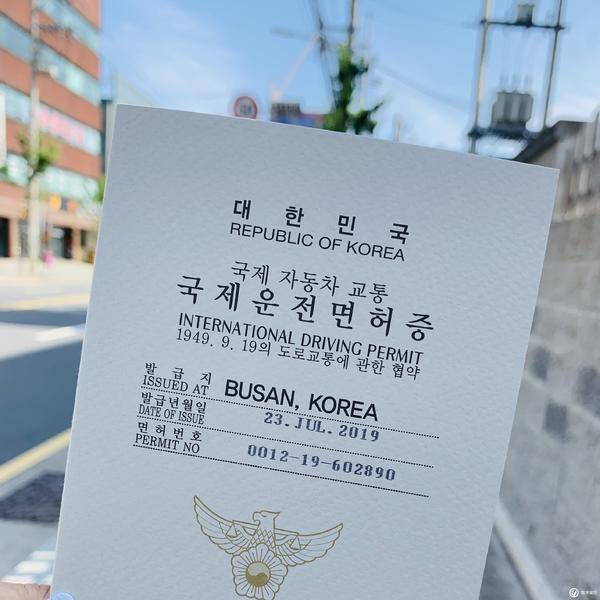 대한민국
REPUBLIC OF KOREA
국제 자동차 교통
국제운전면허증
INTERNATIONAL DRIVING PERMIT
1949. 9. 19의 도로교통에 관한 협약
발급지
ISSUED AT BUSAN, KOREA
발급년월일
DATE OF ISSUE 23.JUL.2019
면허번호
PERMIT NO 0012-19-602890